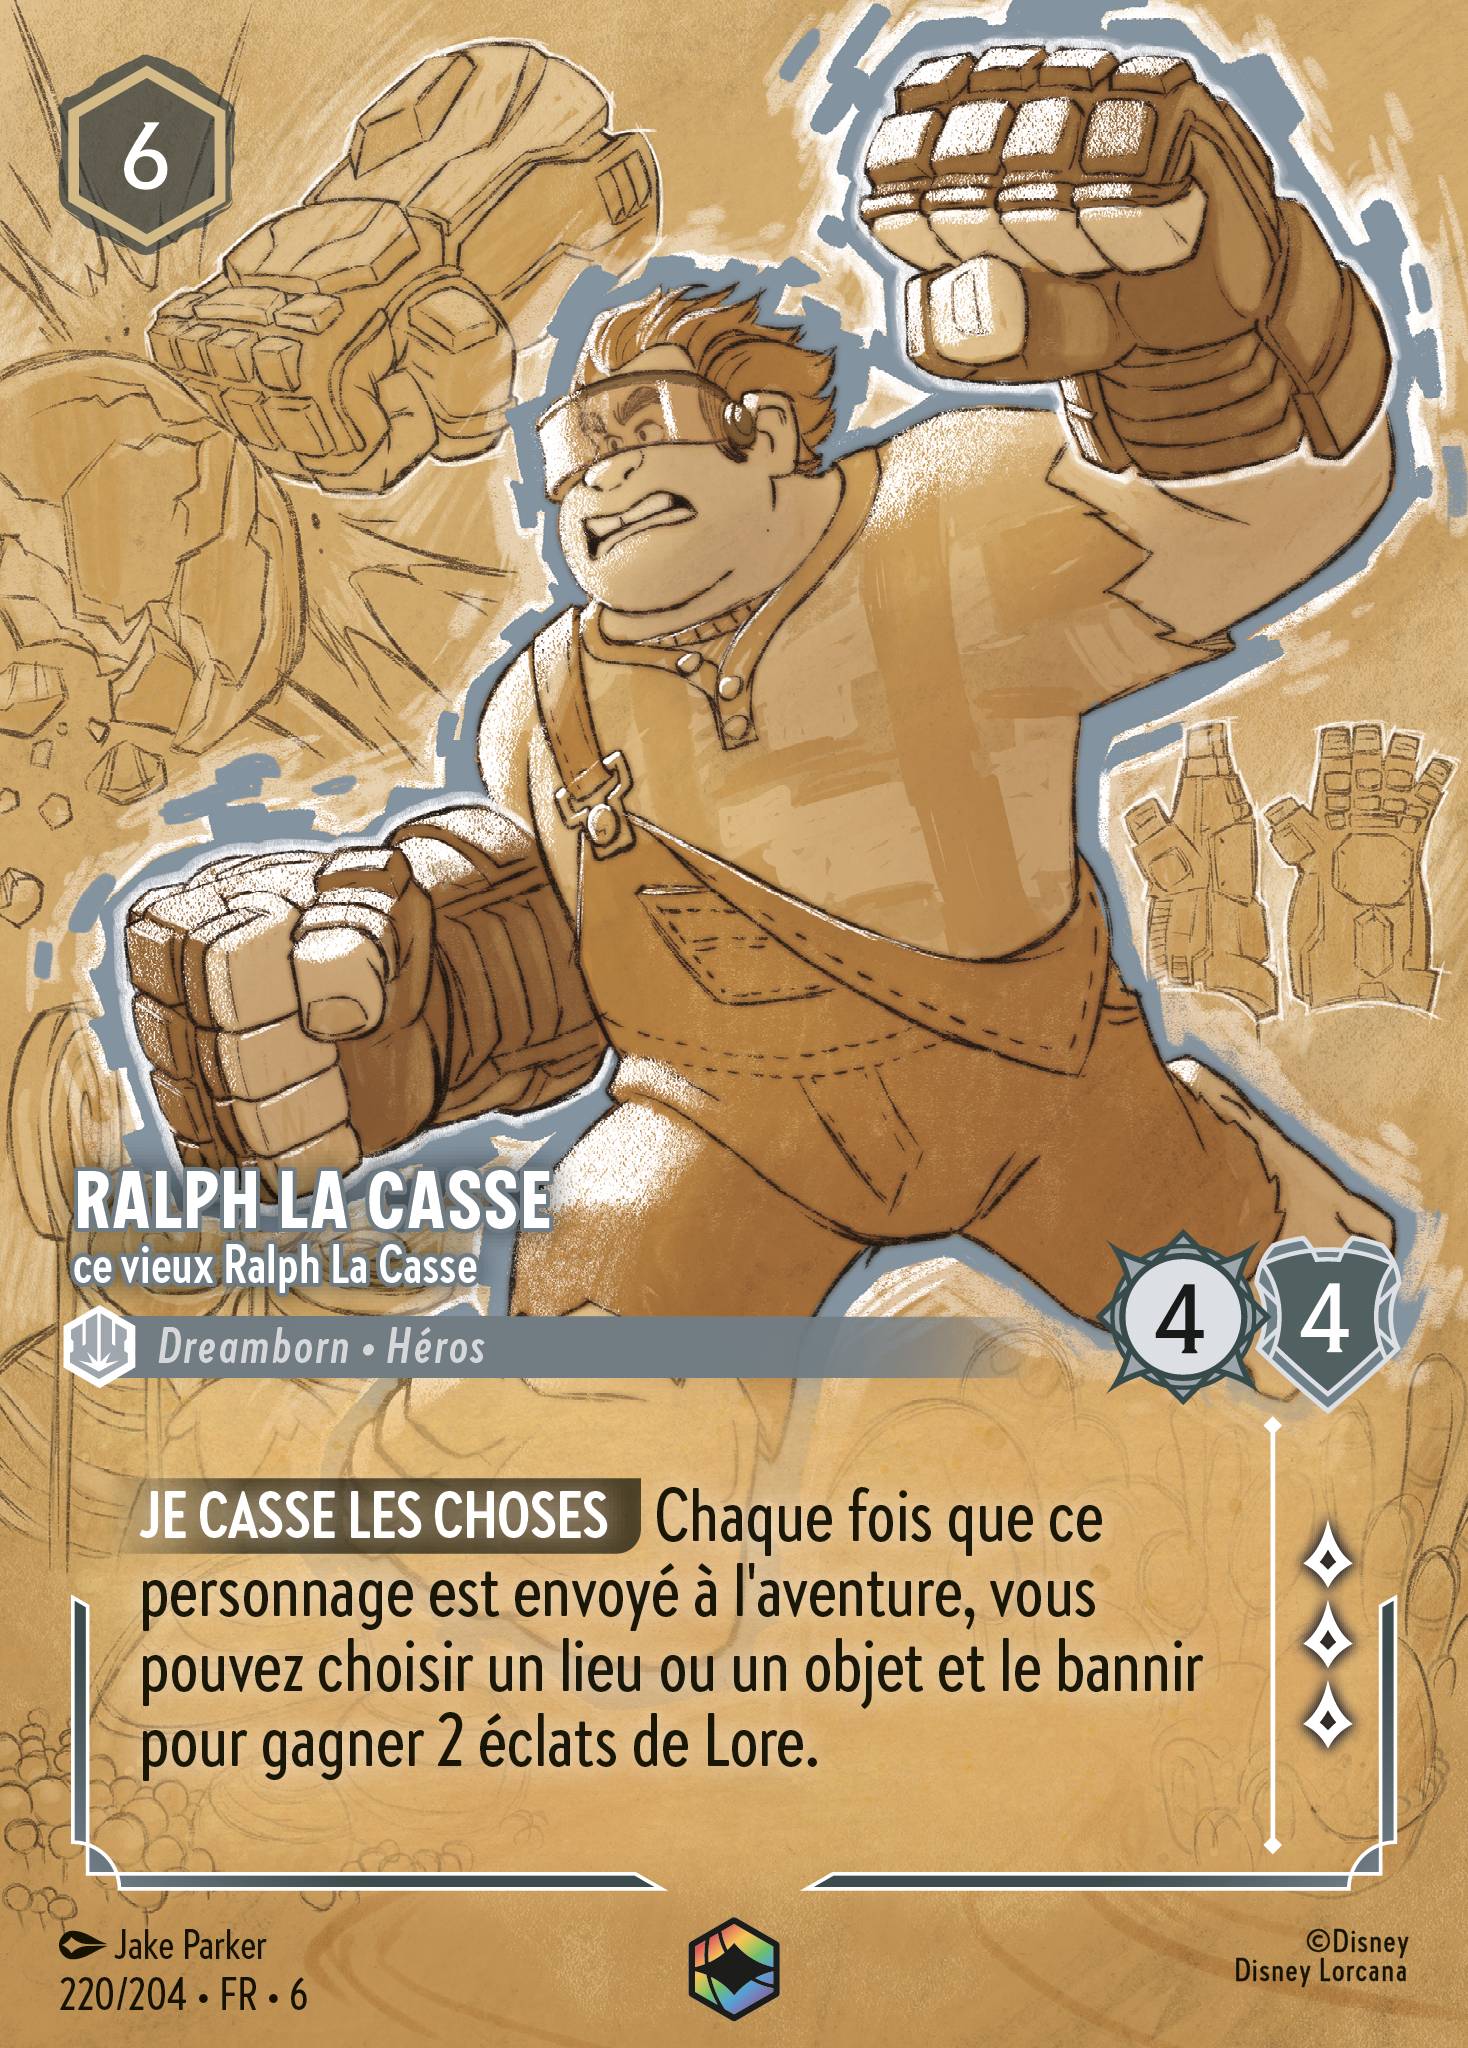 6
RALPH LA CASSE
ce vieux Ralph La Casse
Dreamborn • Héros
4
4
JE CASSE LES CHOSES Chaque fois que ce
personnage est envoyé à l'aventure, vous
pouvez choisir un lieu ou un objet et le bannir
pour gagner 2 éclats de Lore.
Jake Parker
220/204 • FR • 6
©Disney
Disney Lorcana